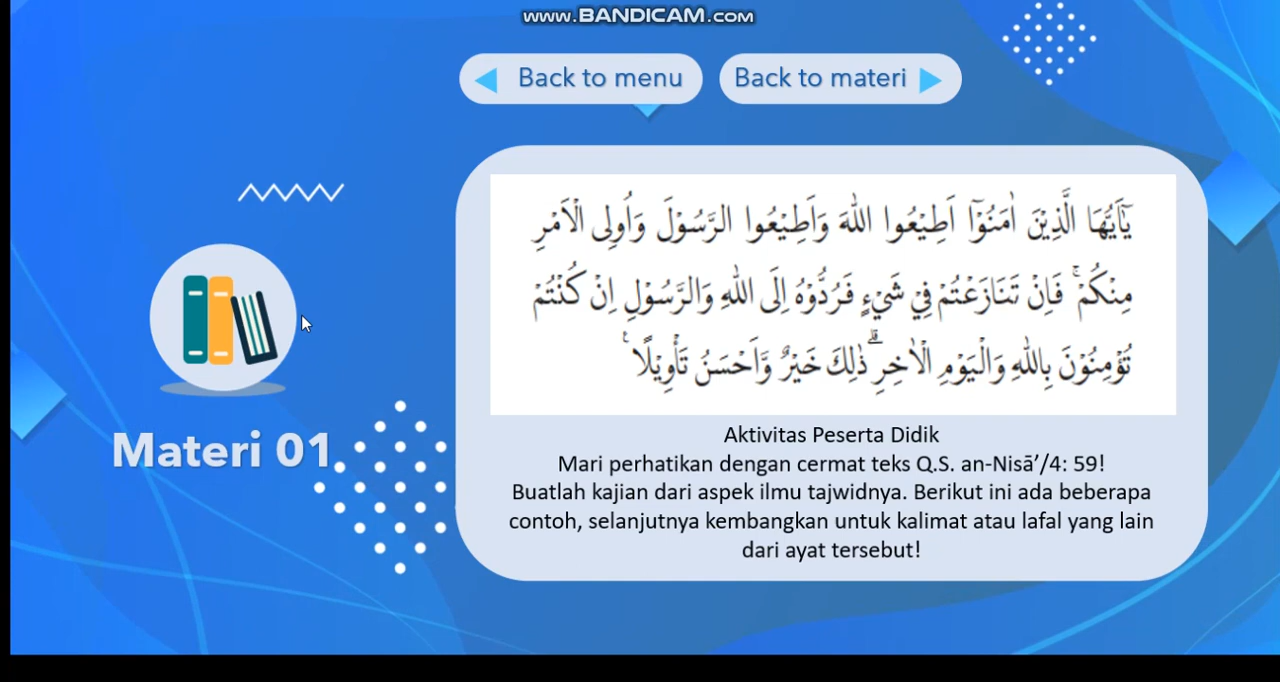 www.BANDICAM.com
Back to menu
Back to materi
يٰٓاَيُّهَا الَّذِيْنَ اٰمَنُوْٓا اَطِيْعُوا اللّٰهَ وَاَطِيْعُوا الرَّسُوْلَ وَاُولِى الْاَمْرِ
مِنْكُمْۚ فَاِنْ تَنَازَعْتُمْ فِيْ شَيْءٍ فَرُدُّوْهُ اِلَى اللّٰهِ وَالرَّسُوْلِ اِنْ كُنْتُمْ
تُؤْمِنُوْنَ بِاللّٰهِ وَالْيَوْمِ الْاٰخِرِۗ ذٰلِكَ خَيْرٌ وَّاَحْسَنُ تَأْوِيْلًا ࣖ
Materi 01
Aktivitas Peserta Didik
Mari perhatikan dengan cermat teks Q.S. an-Nisā’/4: 59!
Buatlah kajian dari aspek ilmu tajwidnya. Berikut ini ada beberapa
contoh, selanjutnya kembangkan untuk kalimat atau lafal yang lain
dari ayat tersebut!